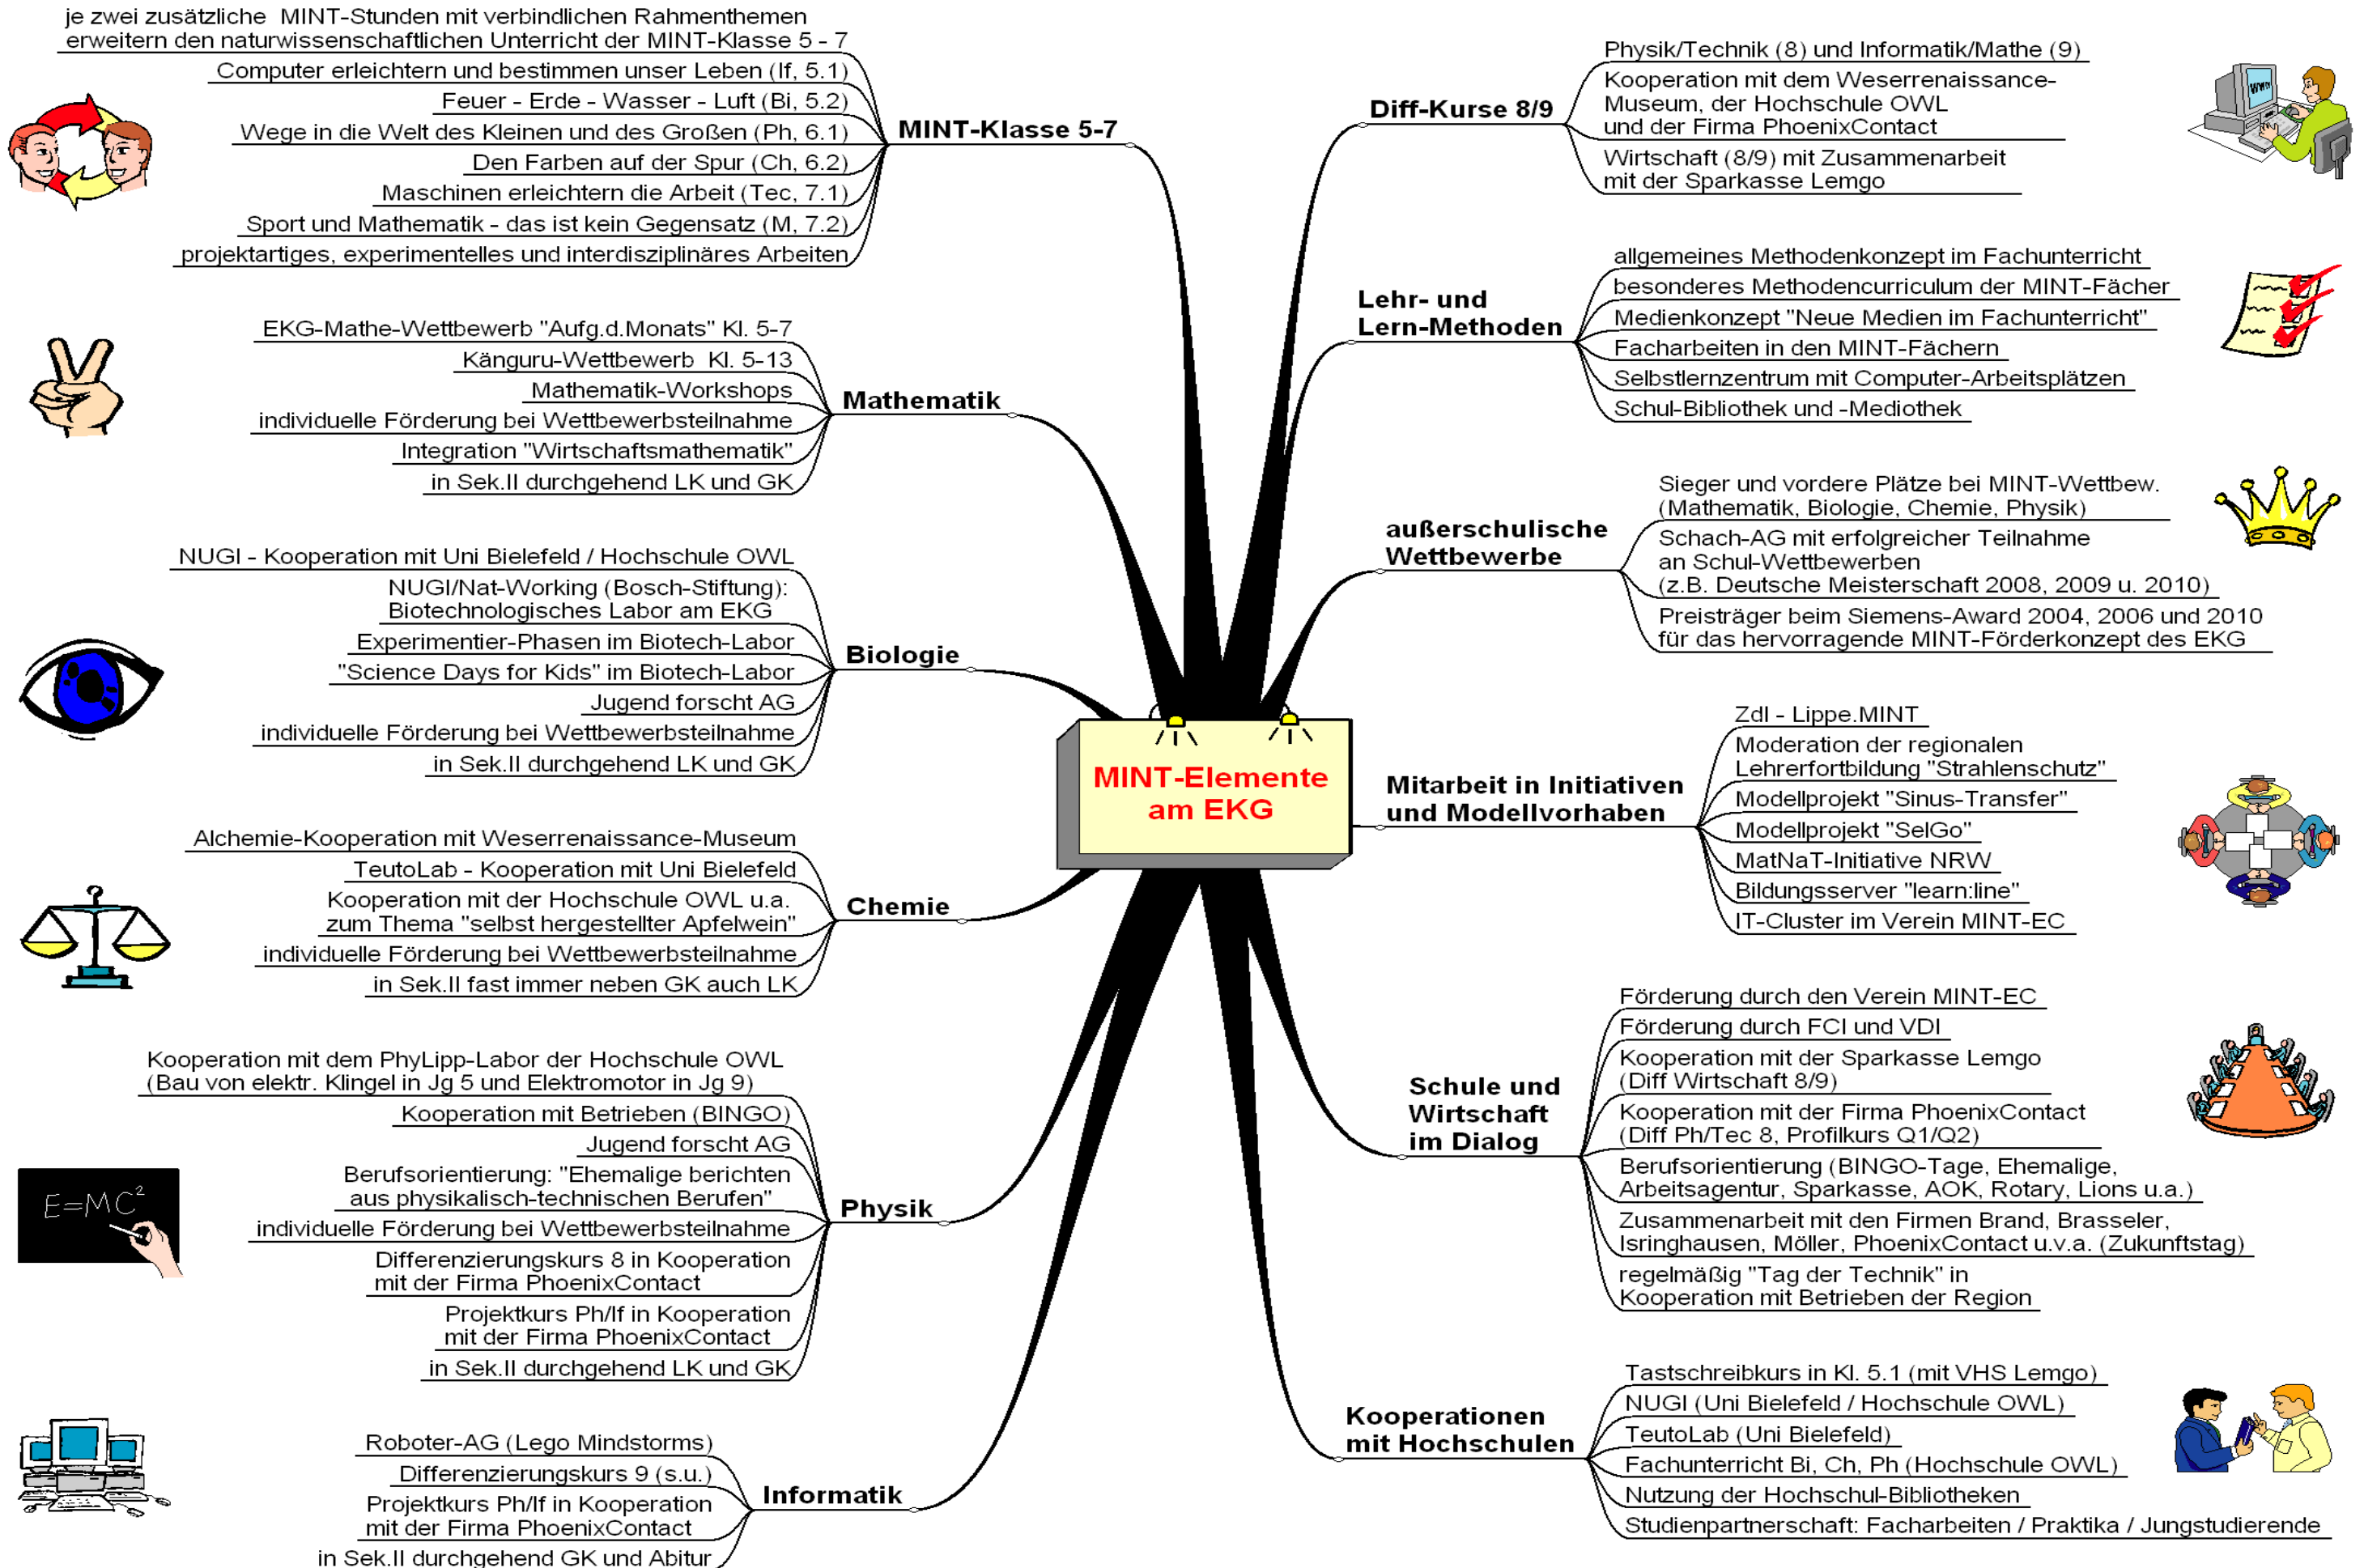 je zwei zusätzliche MINT-Stunden mit verbindlichen Rahmenthemen
erweitern den naturwissenschaftlichen Unterricht der MINT-Klasse 5 - 7
Computer erleichtern und bestimmen unser Leben (If, 5.1)
Feuer - Erde - Wasser - Luft (Bi, 5.2)
Wege in die Welt des Kleinen und des Großen (Ph, 6.1)
Den Farben auf der Spur (Ch, 6.2)
Maschinen erleichtern die Arbeit (Tec, 7.1)
Sport und Mathematik - das ist kein Gegensatz (M, 7.2)
projektartiges, experimentelles und interdisziplinäres Arbeiten
MINT-Klasse 5-7
EKG-Mathe-Wettbewerb "Aufg.d.Monats" Kl. 5-7
Känguru-Wettbewerb Kl. 5-13
Mathematik-Workshops
individuelle Förderung bei Wettbewerbsteilnahme
Integration "Wirtschaftsmathematik"
in Sek.II durchgehend LK und GK
Mathematik
NUGI - Kooperation mit Uni Bielefeld / Hochschule OWL
NUGI/Nat-Working (Bosch-Stiftung):
Biotechnologisches Labor am EKG
Experimentier-Phasen im Biotech-Labor
"Science Days for Kids" im Biotech-Labor
Jugend forscht AG
individuelle Förderung bei Wettbewerbsteilnahme
in Sek.II durchgehend LK und GK
Biologie
Alchemie-Kooperation mit Weserrenaissance-Museum
TeutoLab - Kooperation mit Uni Bielefeld
Kooperation mit der Hochschule OWL u.a.
zum Thema "selbst hergestellter Apfelwein"
individuelle Förderung bei Wettbewerbsteilnahme
in Sek.II fast immer neben GK auch LK
Chemie
Kooperation mit dem PhyLipp-Labor der Hochschule OWL
(Bau von elektr. Klingel in Jg 5 und Elektromotor in Jg 9)
Kooperation mit Betrieben (BINGO)
Jugend forscht AG
Berufsorientierung: "Ehemalige berichten
aus physikalisch-technischen Berufen"
individuelle Förderung bei Wettbewerbsteilnahme
Differenzierungskurs 8 in Kooperation
mit der Firma PhoenixContact
Projektkurs Ph/If in Kooperation
mit der Firma PhoenixContact
in Sek.II durchgehend LK und GK
Physik
E=MC²
Roboter-AG (Lego Mindstorms)
Differenzierungskurs 9 (s.u.)
Projektkurs Ph/If in Kooperation
mit der Firma PhoenixContact
in Sek.II durchgehend GK und Abitur
Informatik
MINT-Elemente
am EKG
Diff-Kurse 8/9
Physik/Technik (8) und Informatik/Mathe (9)
Kooperation mit dem Weserrenaissance-
Museum, der Hochschule OWL
und der Firma PhoenixContact
Wirtschaft (8/9) mit Zusammenarbeit
mit der Sparkasse Lemgo
WWW
Lehr- und
Lern-Methoden
allgemeines Methodenkonzept im Fachunterricht
besonderes Methodencurriculum der MINT-Fächer
Medienkonzept "Neue Medien im Fachunterricht"
Facharbeiten in den MINT-Fächern
Selbstlernzentrum mit Computer-Arbeitsplätzen
Schul-Bibliothek und -Mediothek
außerschulische
Wettbewerbe
Sieger und vordere Plätze bei MINT-Wettbew.
(Mathematik, Biologie, Chemie, Physik)
Schach-AG mit erfolgreicher Teilnahme
an Schul-Wettbewerben
(z.B. Deutsche Meisterschaft 2008, 2009 u. 2010)
Preisträger beim Siemens-Award 2004, 2006 und 2010
für das hervorragende MINT-Förderkonzept des EKG
Mitarbeit in Initiativen
und Modellvorhaben
ZdI - Lippe.MINT
Moderation der regionalen
Lehrerfortbildung "Strahlenschutz"
Modellprojekt "Sinus-Transfer"
Modellprojekt "SelGo"
MatNaT-Initiative NRW
Bildungsserver "learn:line"
IT-Cluster im Verein MINT-EC
Schule und
Wirtschaft
im Dialog
Förderung durch den Verein MINT-EC
Förderung durch FCI und VDI
Kooperation mit der Sparkasse Lemgo
(Diff Wirtschaft 8/9)
Kooperation mit der Firma PhoenixContact
(Diff Ph/Tec 8, Profilkurs Q1/Q2)
Berufsorientierung (BINGO-Tage, Ehemalige,
Arbeitsagentur, Sparkasse, AOK, Rotary, Lions u.a.)
Zusammenarbeit mit den Firmen Brand, Brasseler,
Isringhausen, Möller, PhoenixContact u.v.a. (Zukunftstag)
regelmäßig "Tag der Technik" in
Kooperation mit Betrieben der Region
Kooperationen
mit Hochschulen
Tastschreibkurs in Kl. 5.1 (mit VHS Lemgo)
NUGI (Uni Bielefeld / Hochschule OWL)
TeutoLab (Uni Bielefeld)
Fachunterricht Bi, Ch, Ph (Hochschule OWL)
Nutzung der Hochschul-Bibliotheken
Studienpartnerschaft: Facharbeiten / Praktika / Jungstudierende